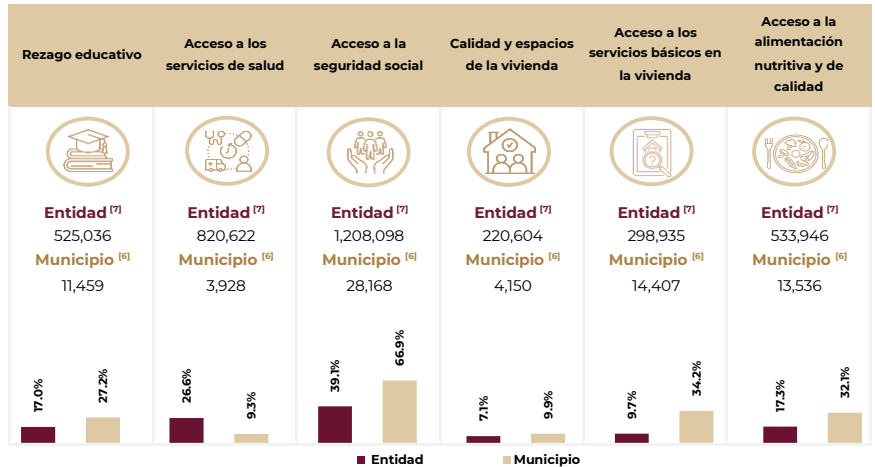 Rezago educativo
Acceso a los
servicios de salud
Acceso a la
seguridad social
Calidad y espacios
de la vivienda
Acceso a los
servicios básicos en
la vivienda
Acceso a la
alimentación
nutritiva y de
calidad
Entidad [7]
525,036
Municipio [6]
11,459
Entidad [7]
820,622
Municipio [6]
3,928
Entidad [7]
1,208,098
Municipio [6]
28,168
Entidad [7]
220,604
Municipio [6]
4,150
Entidad [7]
298,935
Municipio [6]
14,407
Entidad [7]
533,946
Municipio [6]
13,536
17.0%
27.2%
26.6%
9.3%
39.1%
66.9%
7.1%
9.9%
9.7%
34.2%
17.3%
32.1%
Entidad
Municipio